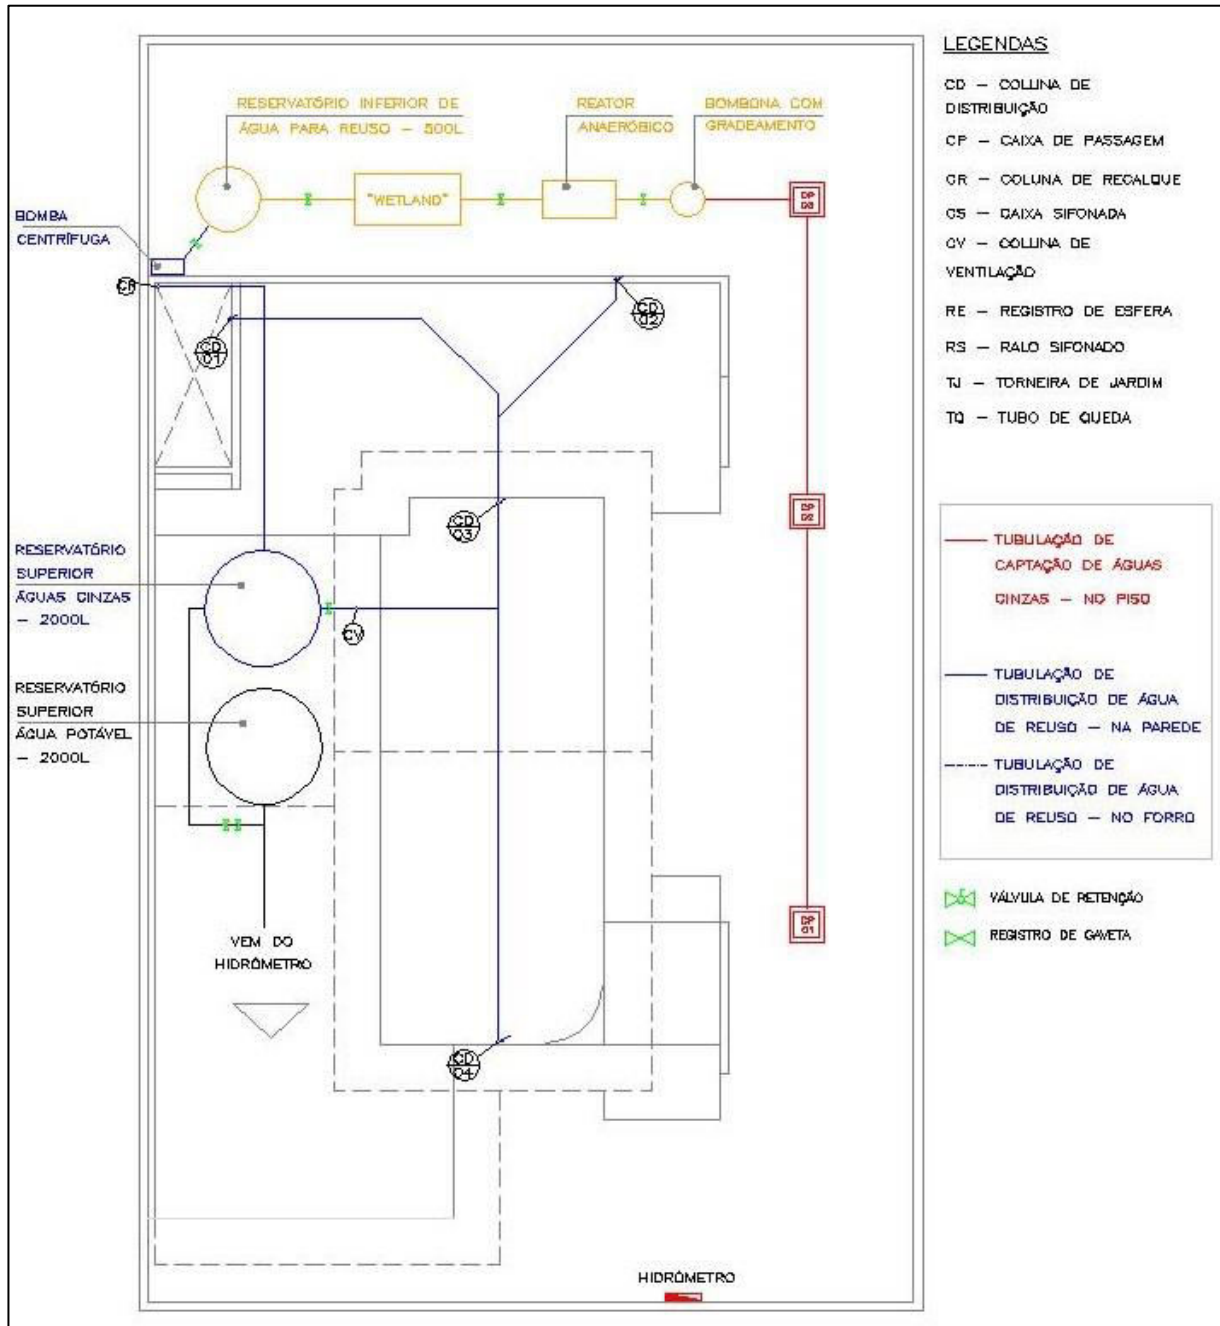 RESERVATÓRIO INFERIOR DE
ÁGUA PARA REUSO – 500L
REATOR
ANAERÓBICO
BOMBONA COM
GRADEAMENTO
"WETLAND"
CP
03
BOMBA
CENTRÍFUGA
CR
CD
01
CD
02
CD
03
CP
02
RESERVATÓRIO
SUPERIOR
ÁGUAS CINZAS
– 2000L
CV
RESERVATÓRIO
SUPERIOR
ÁGUA POTÁVEL
– 2000L
VEM DO
HIDRÔMETRO
CP
01
CD
04
HIDRÔMETRO
LEGENDAS
CD – COLUNA DE
DISTRIBUIÇÃO
CP – CAIXA DE PASSAGEM
CR – COLUNA DE RECALQUE
CS – CAIXA SIFONADA
CV – COLUNA DE
VENTILAÇÃO
RE – REGISTRO DE ESFERA
RS – RALO SIFONADO
TJ – TORNEIRA DE JARDIM
TQ – TUBO DE QUEDA
TUBULAÇÃO DE
CAPTAÇÃO DE ÁGUAS
CINZAS – NO PISO
TUBULAÇÃO DE
DISTRIBUIÇÃO DE ÁGUA
DE REUSO – NA PAREDE
TUBULAÇÃO DE
DISTRIBUIÇÃO DE ÁGUA
DE REUSO – NO FORRO
VÁLVULA DE RETENÇÃO
REGISTRO DE GAVETA